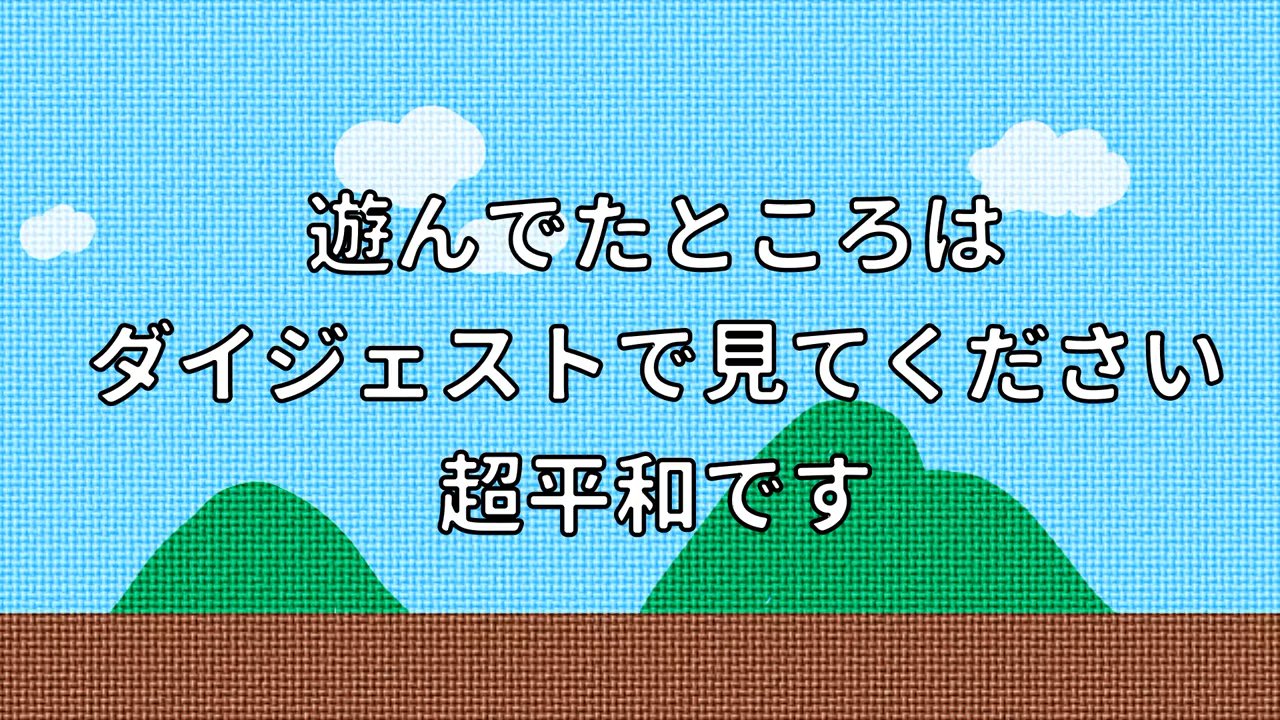 遊んでたところは
ダイジェストで見てください
超平和です